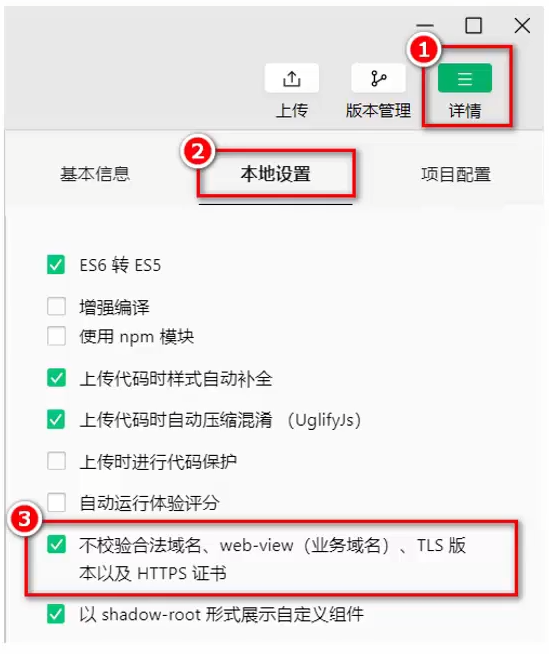 1
上传 版本管理 详情
2
基本信息 本地设置 项目配置
ES6 转 ES5
增强编译
使用 npm 模块
上传代码时样式自动补全
上传代码时自动压缩混淆 （UglifyJs）
上传时进行代码保护
自动运行体验评分
3
不校验合法域名、web-view（业务域名）、TLS 版
本以及 HTTPS 证书
以 shadow-root 形式展示自定义组件